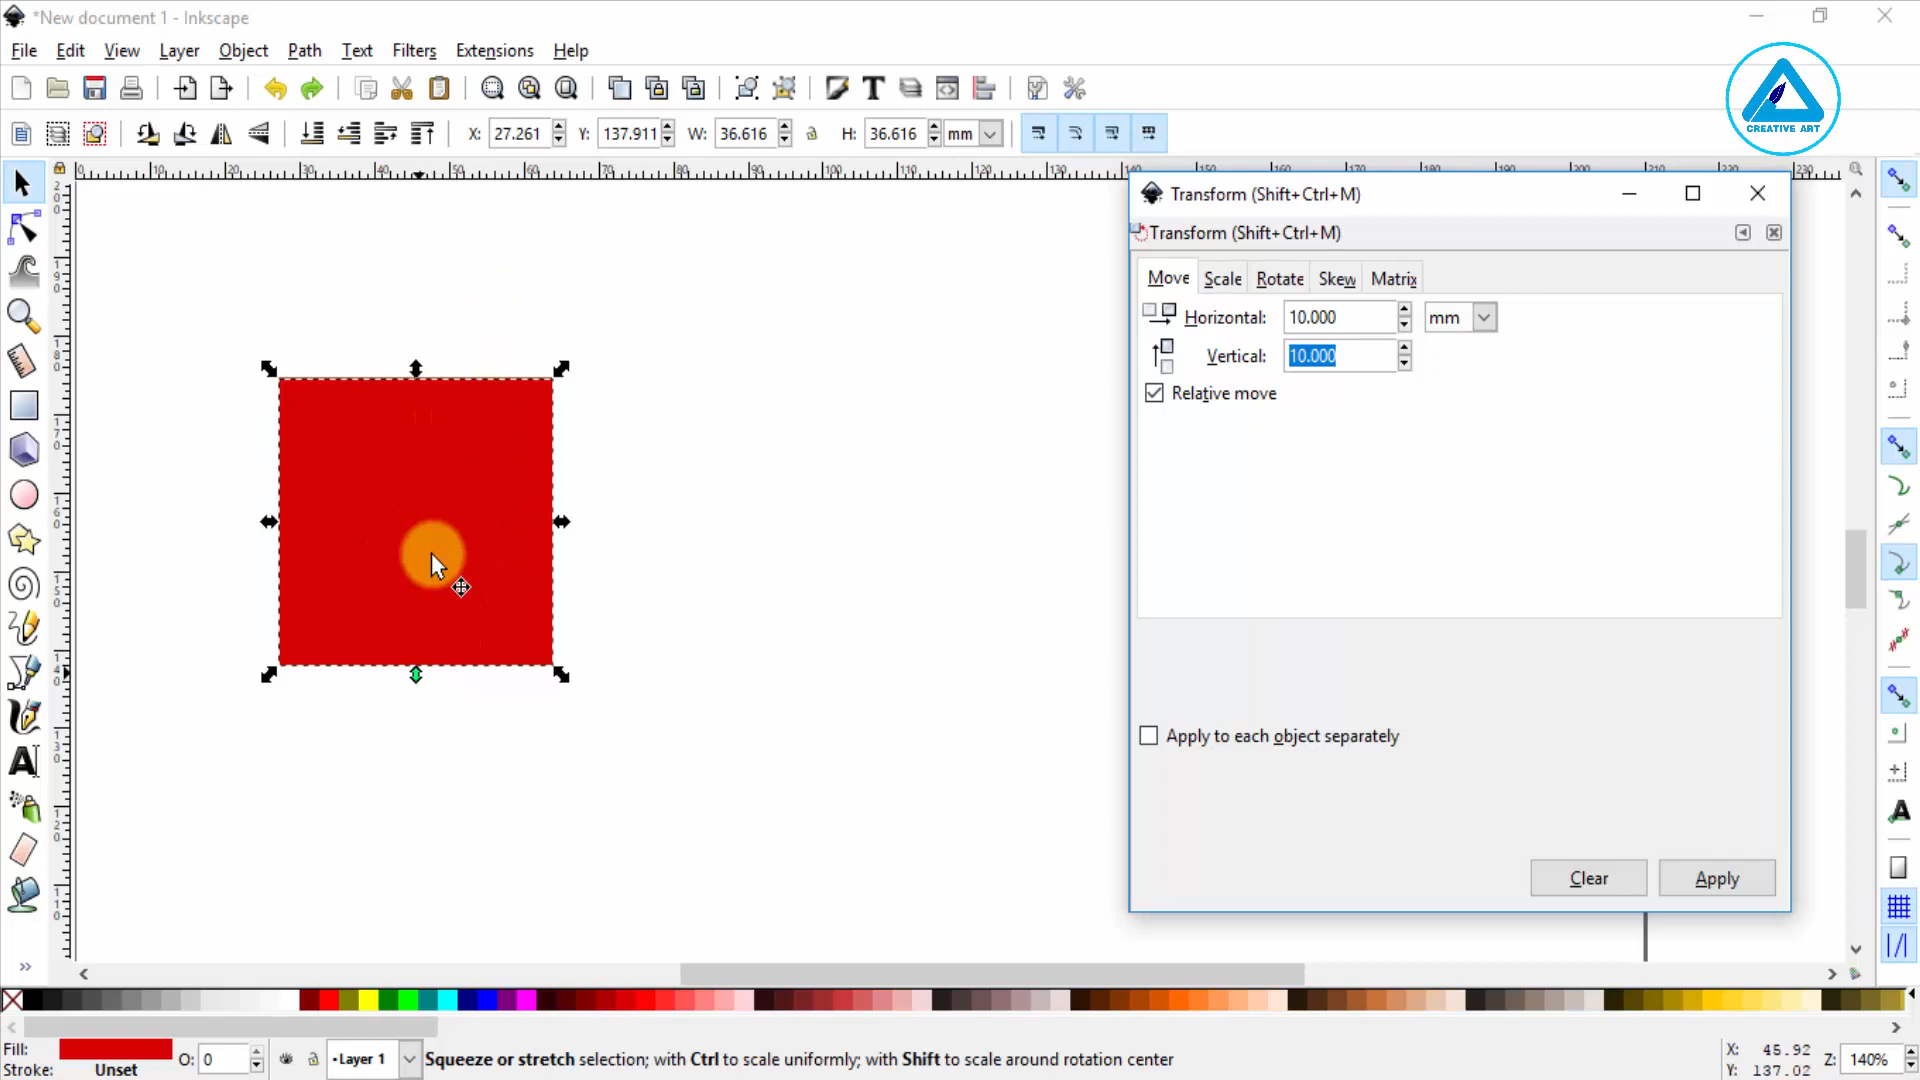 *New document 1 - Inkscape
File Edit View Layer Object Path Text Filters Extensions Help
CREATIVE ART
X: 27.261 Y: 137.911 W: 36.616 H: 36.616 mm
Transform (Shift+Ctrl+M)
Transform (Shift+Ctrl+M)
Move Scale Rotate Skew Matrix
Horizontal: 10.000 mm
Vertical: 10.000
Relative move
Apply to each object separately
Clear Apply
Fill:
Stroke: Unset
O: 0
•Layer 1
Squeeze or stretch selection; with Ctrl to scale uniformly; with Shift to scale around rotation center
X: 45.92
Y: 137.02
Z: 140%